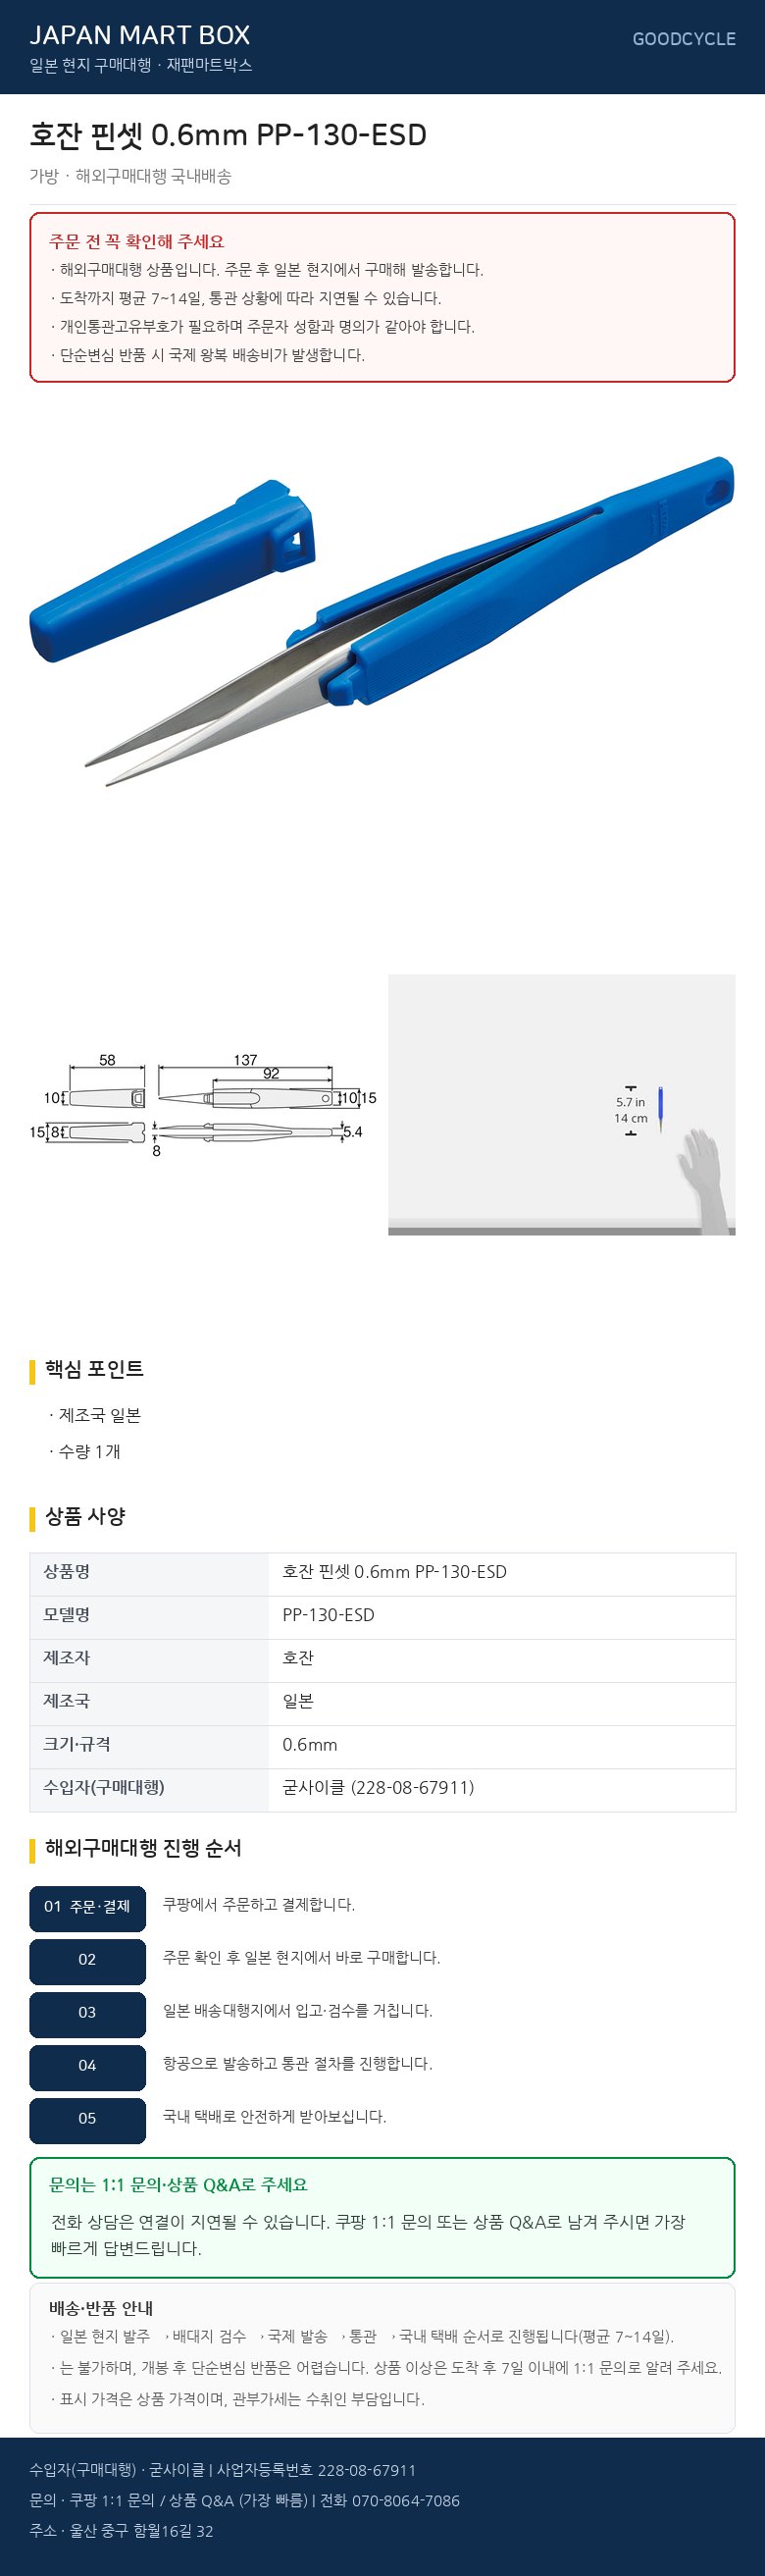 JAPAN MART BOX
일본 현지 구매대행 · 재팬마트박스
GOODCYCLE
호잔 핀셋 0.6mm PP-130-ESD
가방 · 해외구매대행 국내배송
주문 전 꼭 확인해 주세요
· 해외구매대행 상품입니다. 주문 후 일본 현지에서 구매해 발송합니다.
· 도착까지 평균 7~14일, 통관 상황에 따라 지연될 수 있습니다.
· 개인통관고유부호가 필요하며 주문자 성함과 명의가 같아야 합니다.
· 단순변심 반품 시 국제 왕복 배송비가 발생합니다.
58
137
92
10
10 15
15 8
8
5.4
5.7 in
14 cm
핵심 포인트
· 제조국 일본
· 수량 1개
상품 사양
상품명 호잔 핀셋 0.6mm PP-130-ESD
모델명 PP-130-ESD
제조자 호잔
제조국 일본
크기·규격 0.6mm
수입자(구매대행) 굳사이클 (228-08-67911)
해외구매대행 진행 순서
01 주문·결제 쿠팡에서 주문하고 결제합니다.
02 주문 확인 후 일본 현지에서 바로 구매합니다.
03 일본 배송대행지에서 입고·검수를 거칩니다.
04 항공으로 발송하고 통관 절차를 진행합니다.
05 국내 택배로 안전하게 받아보십니다.
문의는 1:1 문의·상품 Q&A로 주세요
전화 상담은 연결이 지연될 수 있습니다. 쿠팡 1:1 문의 또는 상품 Q&A로 남겨 주시면 가장
빠르게 답변드립니다.
배송·반품 안내
· 일본 현지 발주 → 배대지 검수 → 국제 발송 → 통관 → 국내 택배 순서로 진행됩니다(평균 7~14일).
· 는 불가하며, 개봉 후 단순변심 반품은 어렵습니다. 상품 이상은 도착 후 7일 이내에 1:1 문의로 알려 주세요.
· 표시 가격은 상품 가격이며, 관부가세는 수취인 부담입니다.
수입자(구매대행) · 굳사이클 | 사업자등록번호 228-08-67911
문의 · 쿠팡 1:1 문의 / 상품 Q&A (가장 빠름) | 전화 070-8064-7086
주소 · 울산 중구 함월16길 32